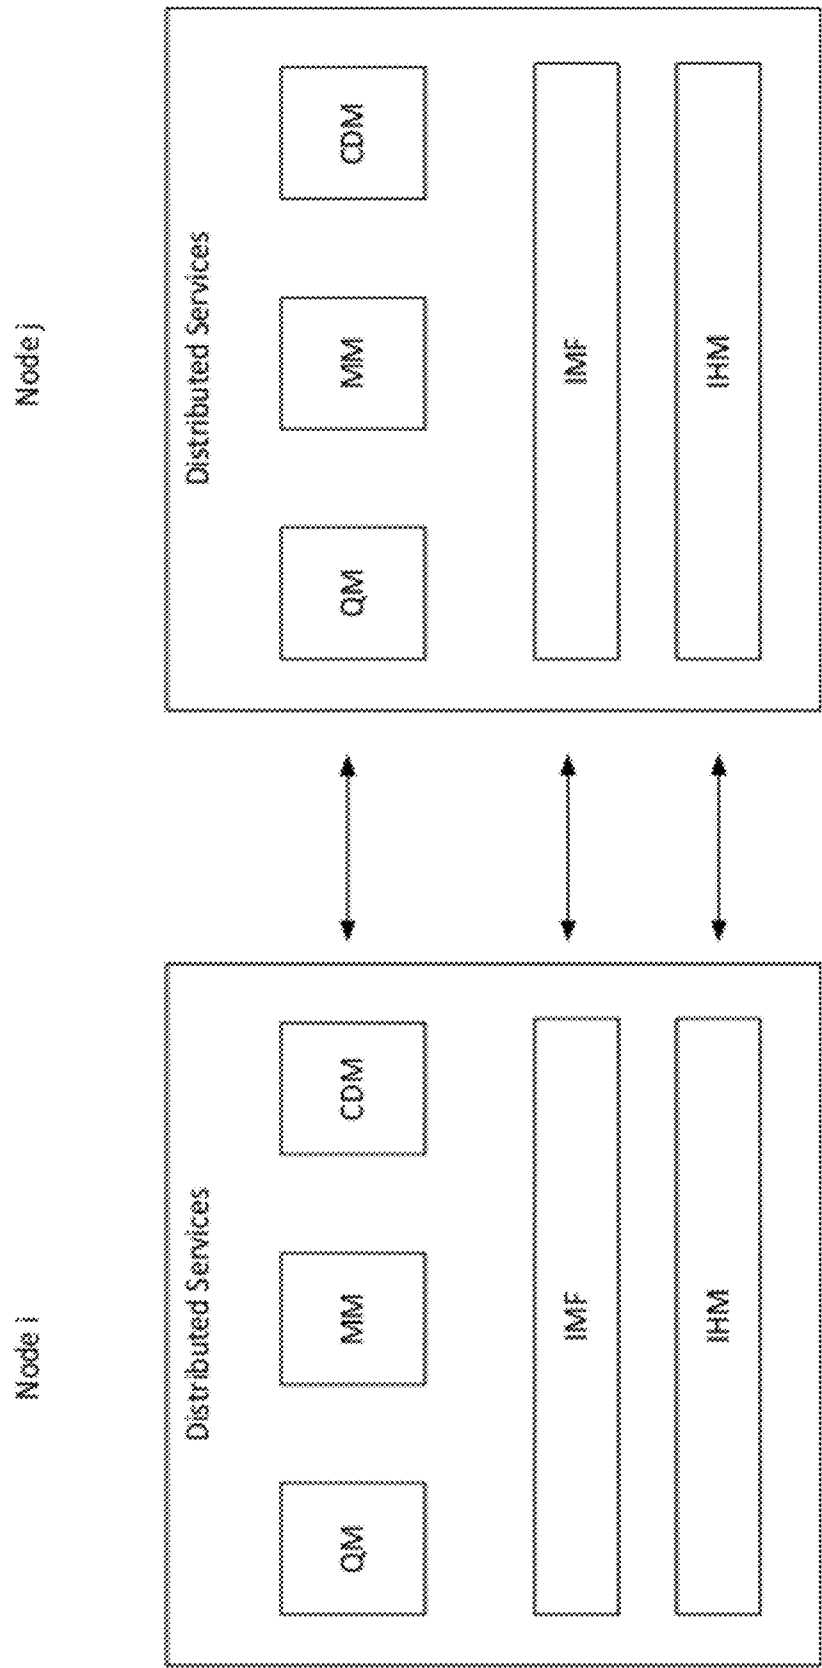 Node i
Distributed Services
QM
MM
CDM
IMF
IHM
Node j
Distributed Services
QM
MM
CDM
IMF
IHM